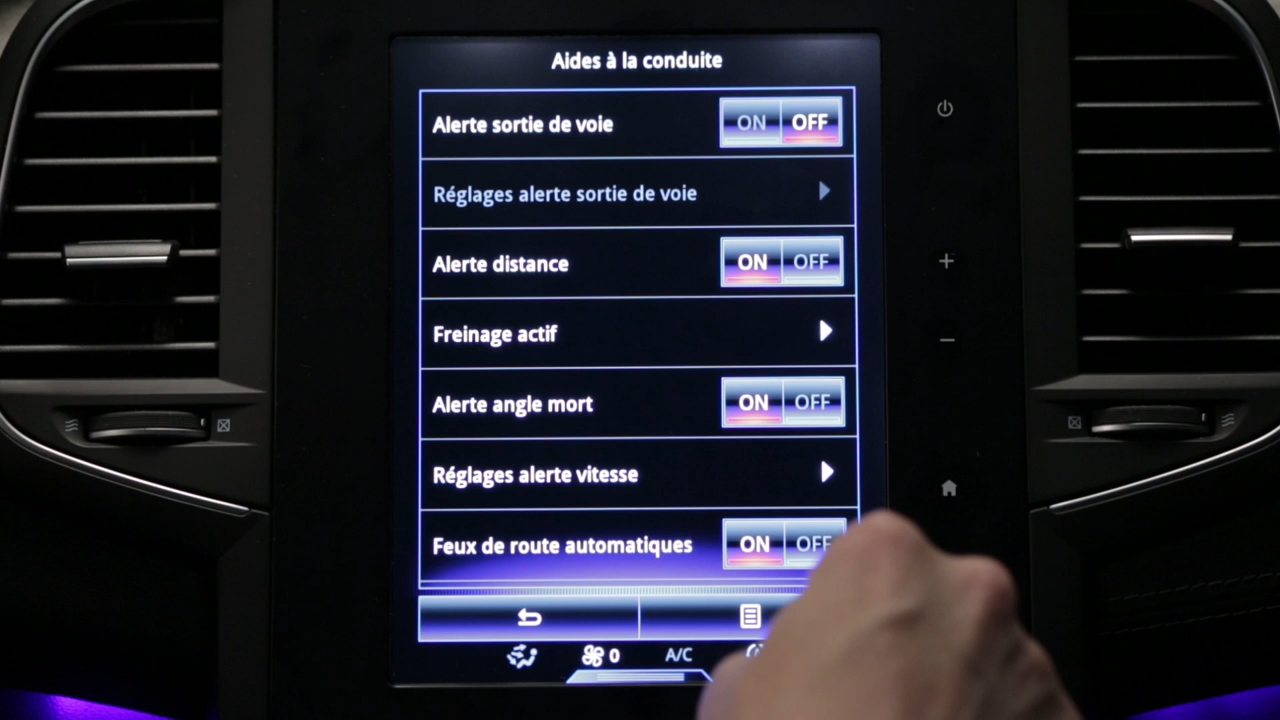 Aides à la conduite
Alerte sortie de voie ON OFF
Réglages alerte sortie de voie
Alerte distance ON OFF
Freinage actif
Alerte angle mort ON OFF
Réglages alerte vitesse
Feux de route automatiques ON OFF
0 A/C